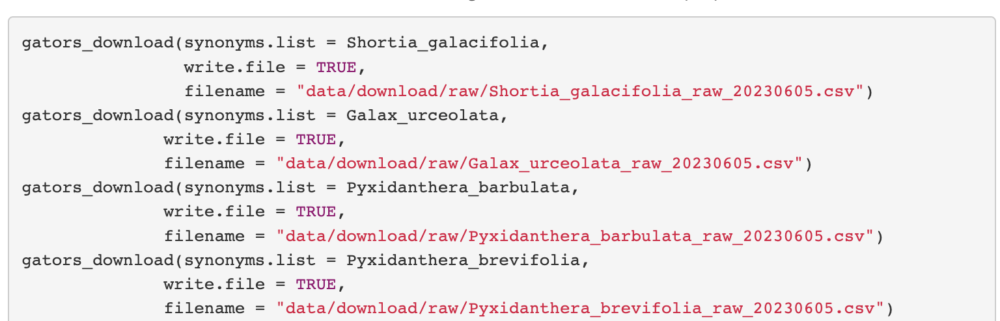 gators_download(synonyms.list = Shortia_galacifolia,
                write.file = TRUE,
                filename = "data/download/raw/Shortia_galacifolia_raw_20230605.csv")
gators_download(synonyms.list = Galax_urceolata,
              write.file = TRUE,
              filename = "data/download/raw/Galax_urceolata_raw_20230605.csv")
gators_download(synonyms.list = Pyxidanthera_barbulata,
              write.file = TRUE,
              filename = "data/download/raw/Pyxidanthera_barbulata_raw_20230605.csv")
gators_download(synonyms.list = Pyxidanthera_brevifolia,
              write.file = TRUE,
              filename = "data/download/raw/Pyxidanthera_brevifolia_raw_20230605.csv")